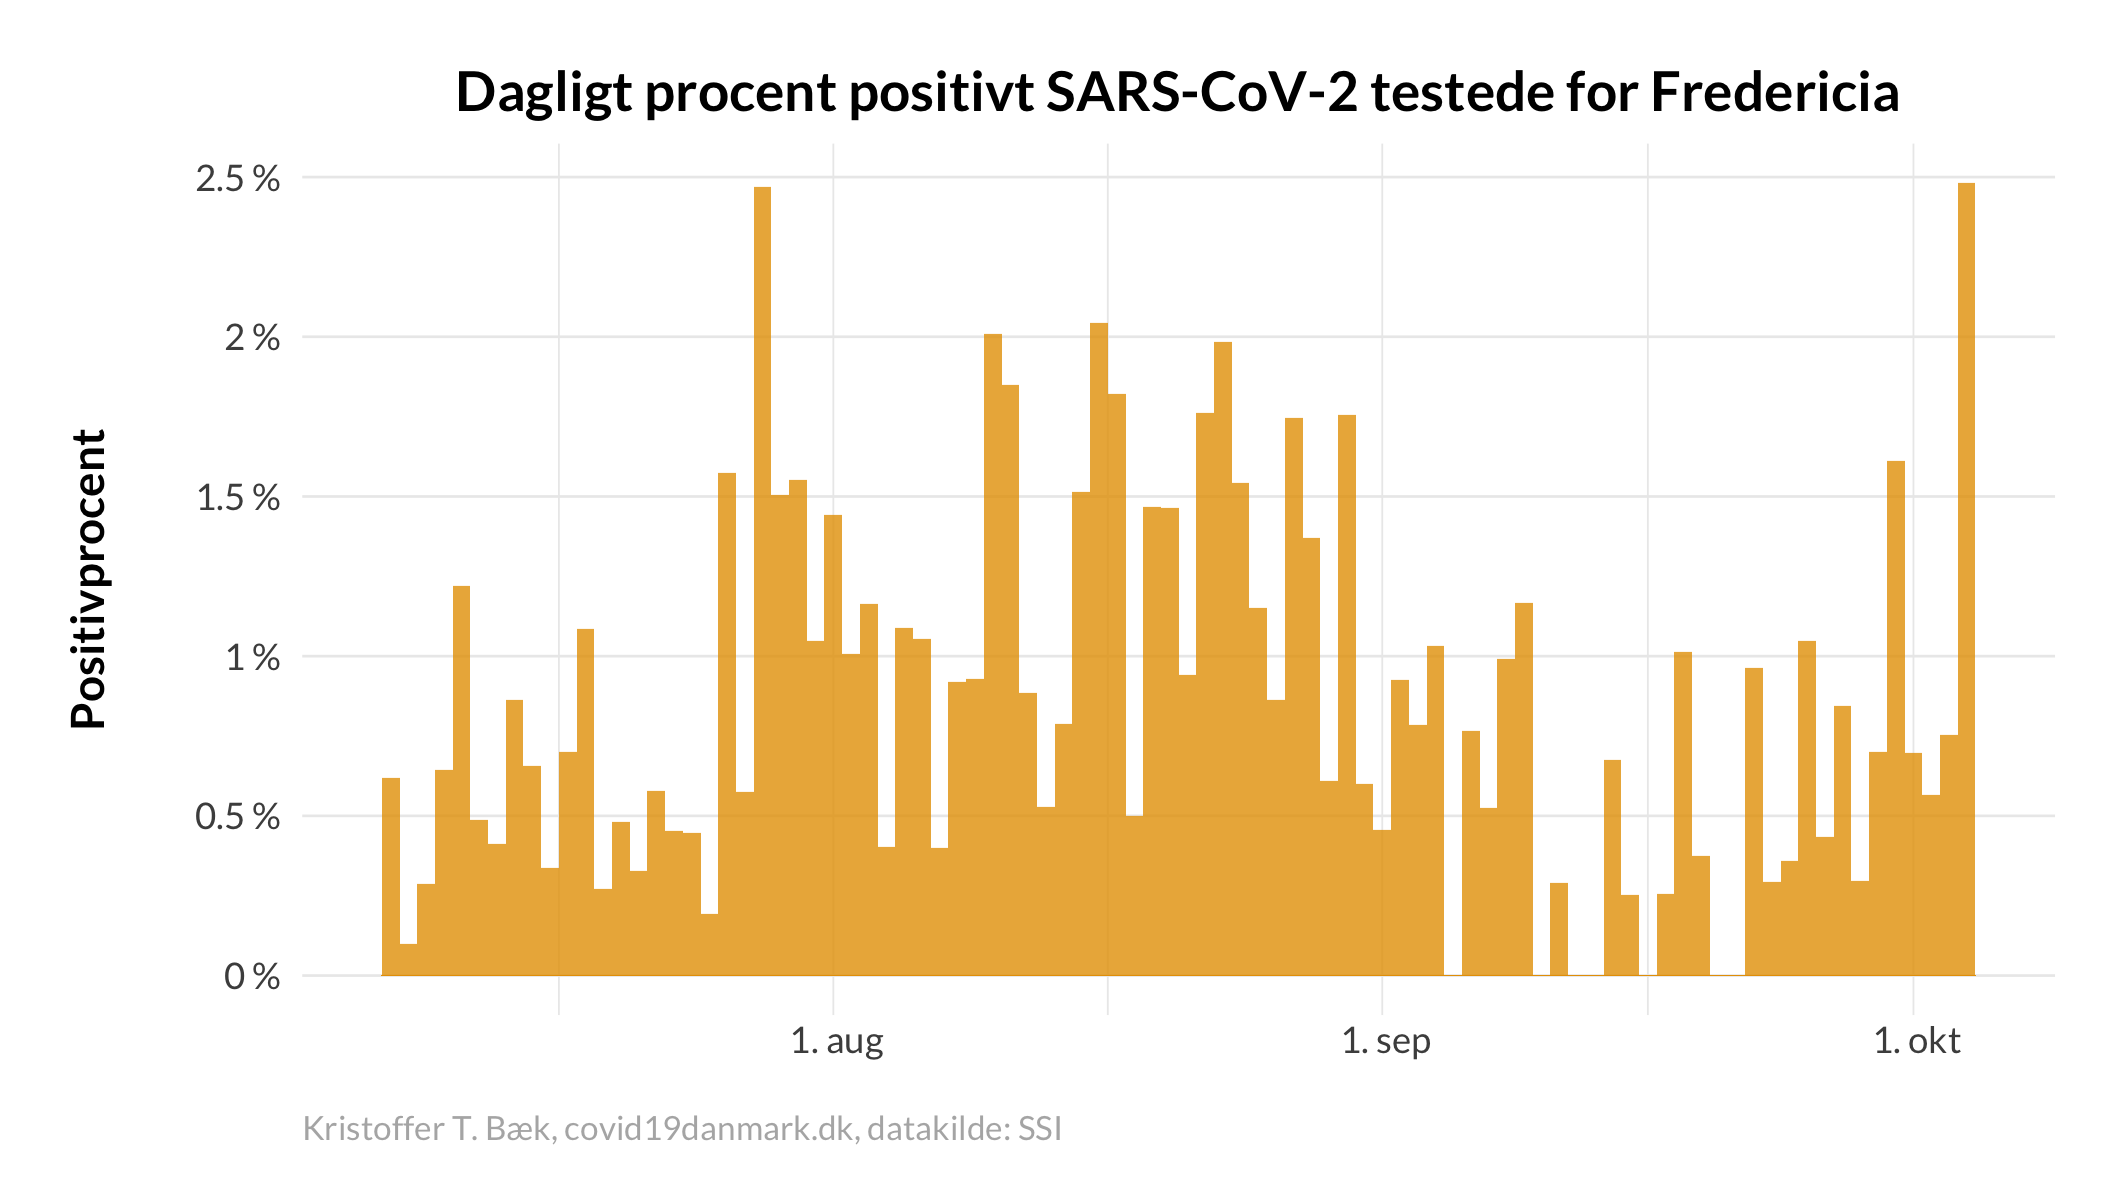 Dagligt procent positivt SARS-CoV-2 testede for Fredericia
Positivprocent
2.5 %
2 %
1.5 %
1 %
0.5 %
0 %
1. aug
1. sep
1. okt
Kristoffer T. Bæk, covid19danmark.dk, datakilde: SSI